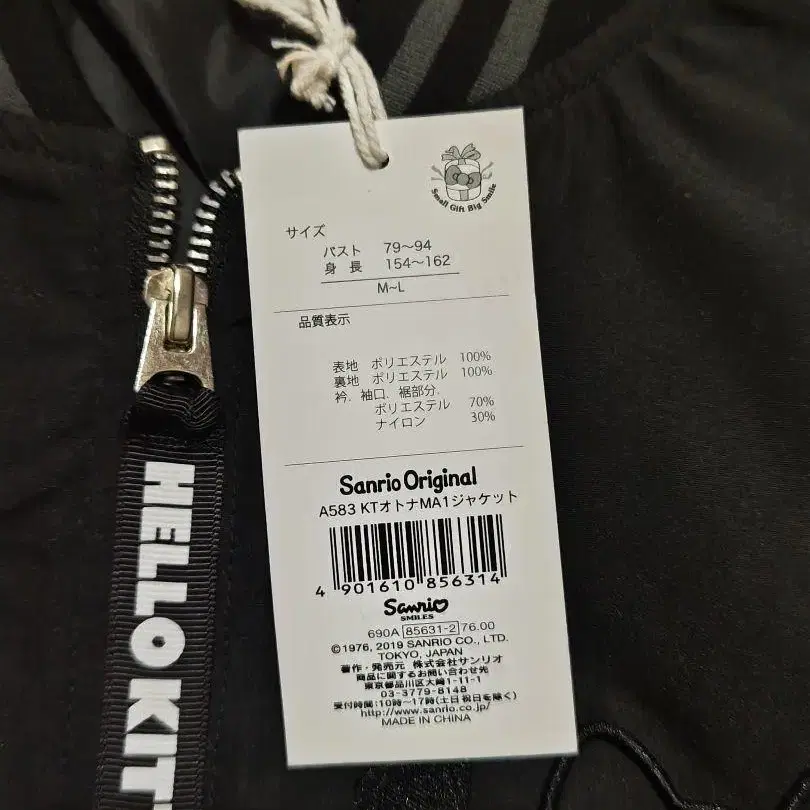 Small Gift Big Smile
サイズ
バスト 79~94
身長 154~162
M~L
品質表示
表地 ポリエステル 100%
裏地 ポリエステル 100%
衿、袖口、裾部分、
ポリエステル 70%
ナイロン 30%
Sanrio Original
A583 KTオトナMA1ジャケット
4 901610 856314
Sanrio
SMILES
690A 85631-2 76.00
©1976, 2019 SANRIO CO., LTD.
TOKYO, JAPAN
著作・発売元 株式会社サンリオ
商品に関するお問い合わせ先
東京都品川区大崎1-11-1
03-3779-8148
受付時間:10時~17時(土日祝日を除く)
http://www.sanrio.co.jp/
MADE IN CHINA
HELLO KIT